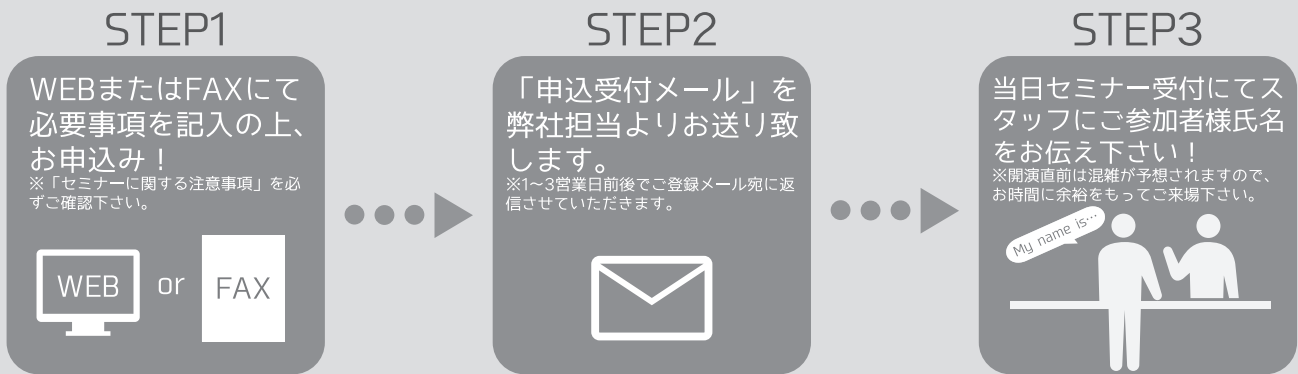 STEP1
WEBまたはFAXにて
必要事項を記入の上、
お申込み！
※「セミナーに関する注意事項」を必
ずご確認下さい。
WEB or FAX
STEP2
「申込受付メール」を
弊社担当よりお送り致
します。
※1〜3営業日前後でご登録メール宛に返
信させていただきます。
STEP3
当日セミナー受付にてス
タッフにご参加者様氏名
をお伝え下さい！
※開演直前は混雑が予想されますので、
お時間に余裕をもってご来場下さい。
My name is…